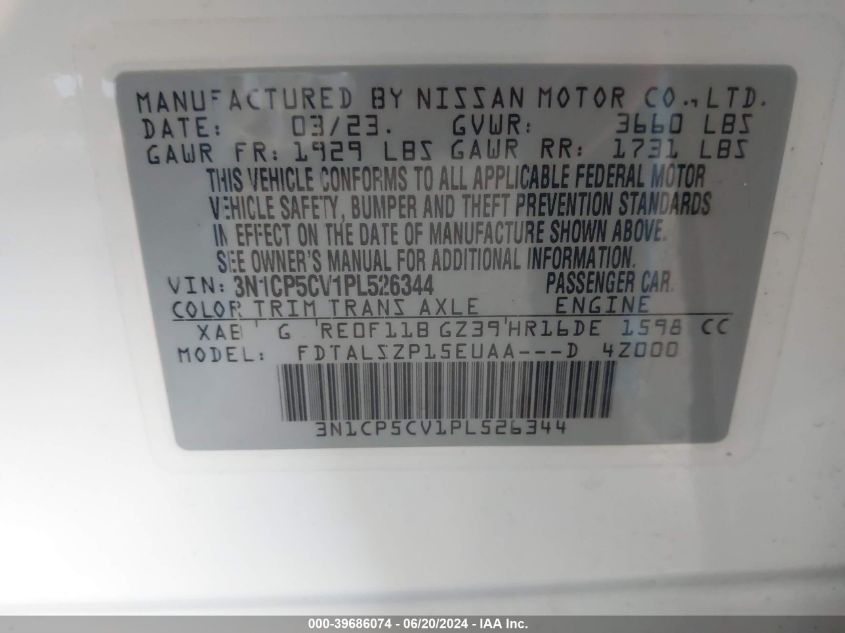 MANUFACTURED BY NISSAN MOTOR CO., LTD.
DATE: 03/23. GVWR: 3660 LBS
GAWR FR: 1929 LBS GAWR RR: 1731 LBS
THIS VEHICLE CONFORMS TO ALL APPLICABLE FEDERAL MOTOR
VEHICLE SAFETY, BUMPER AND THEFT PREVENTION STANDARDS
IN EFFECT ON THE DATE OF MANUFACTURE SHOWN ABOVE.
SEE OWNER'S MANUAL FOR ADDITIONAL INFORMATION.
VIN: 3N1CP5CV1PL526344 PASSENGER CAR.
COLOR TRIM TRANS AXLE ENGINE
XAB G RE0F11B GZ39 HR16DE 1598 CC
MODEL: FDTALSZP15EUAA---D 4Z000
3N1CP5CV1PL526344
000-39686074 - 06/20/2024 - IAA Inc.